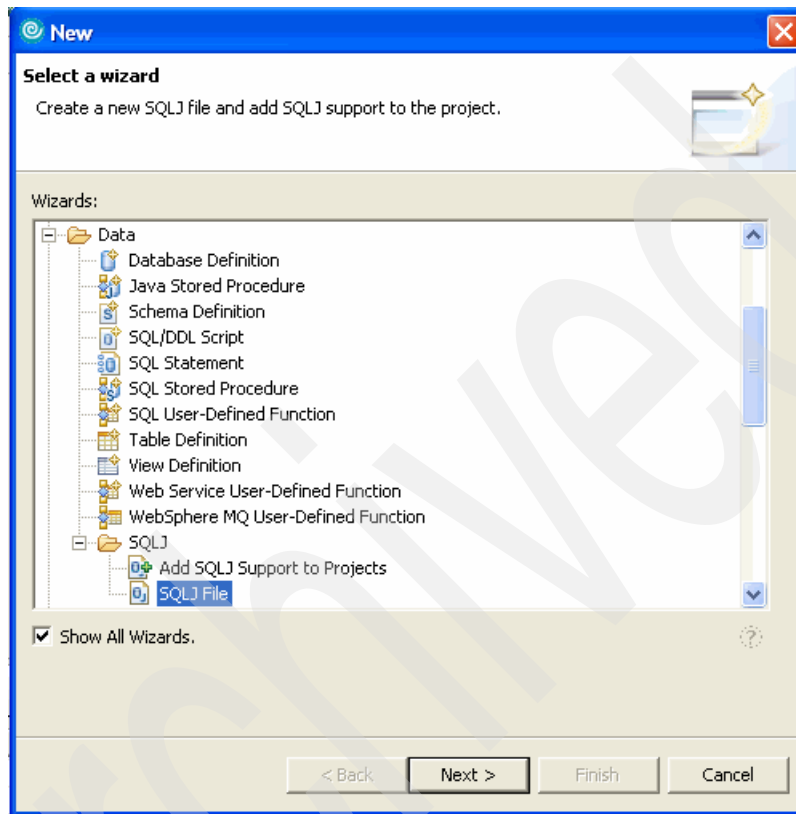 New
Select a wizard
Create a new SQLJ file and add SQLJ support to the project.
Wizards:
Data
Database Definition
Java Stored Procedure
Schema Definition
SQL/DDL Script
SQL Statement
SQL Stored Procedure
SQL User-Defined Function
Table Definition
View Definition
Web Service User-Defined Function
WebSphere MQ User-Defined Function
SQLJ
Add SQLJ Support to Projects
SQLJ File
Show All Wizards.
< Back Next > Finish Cancel